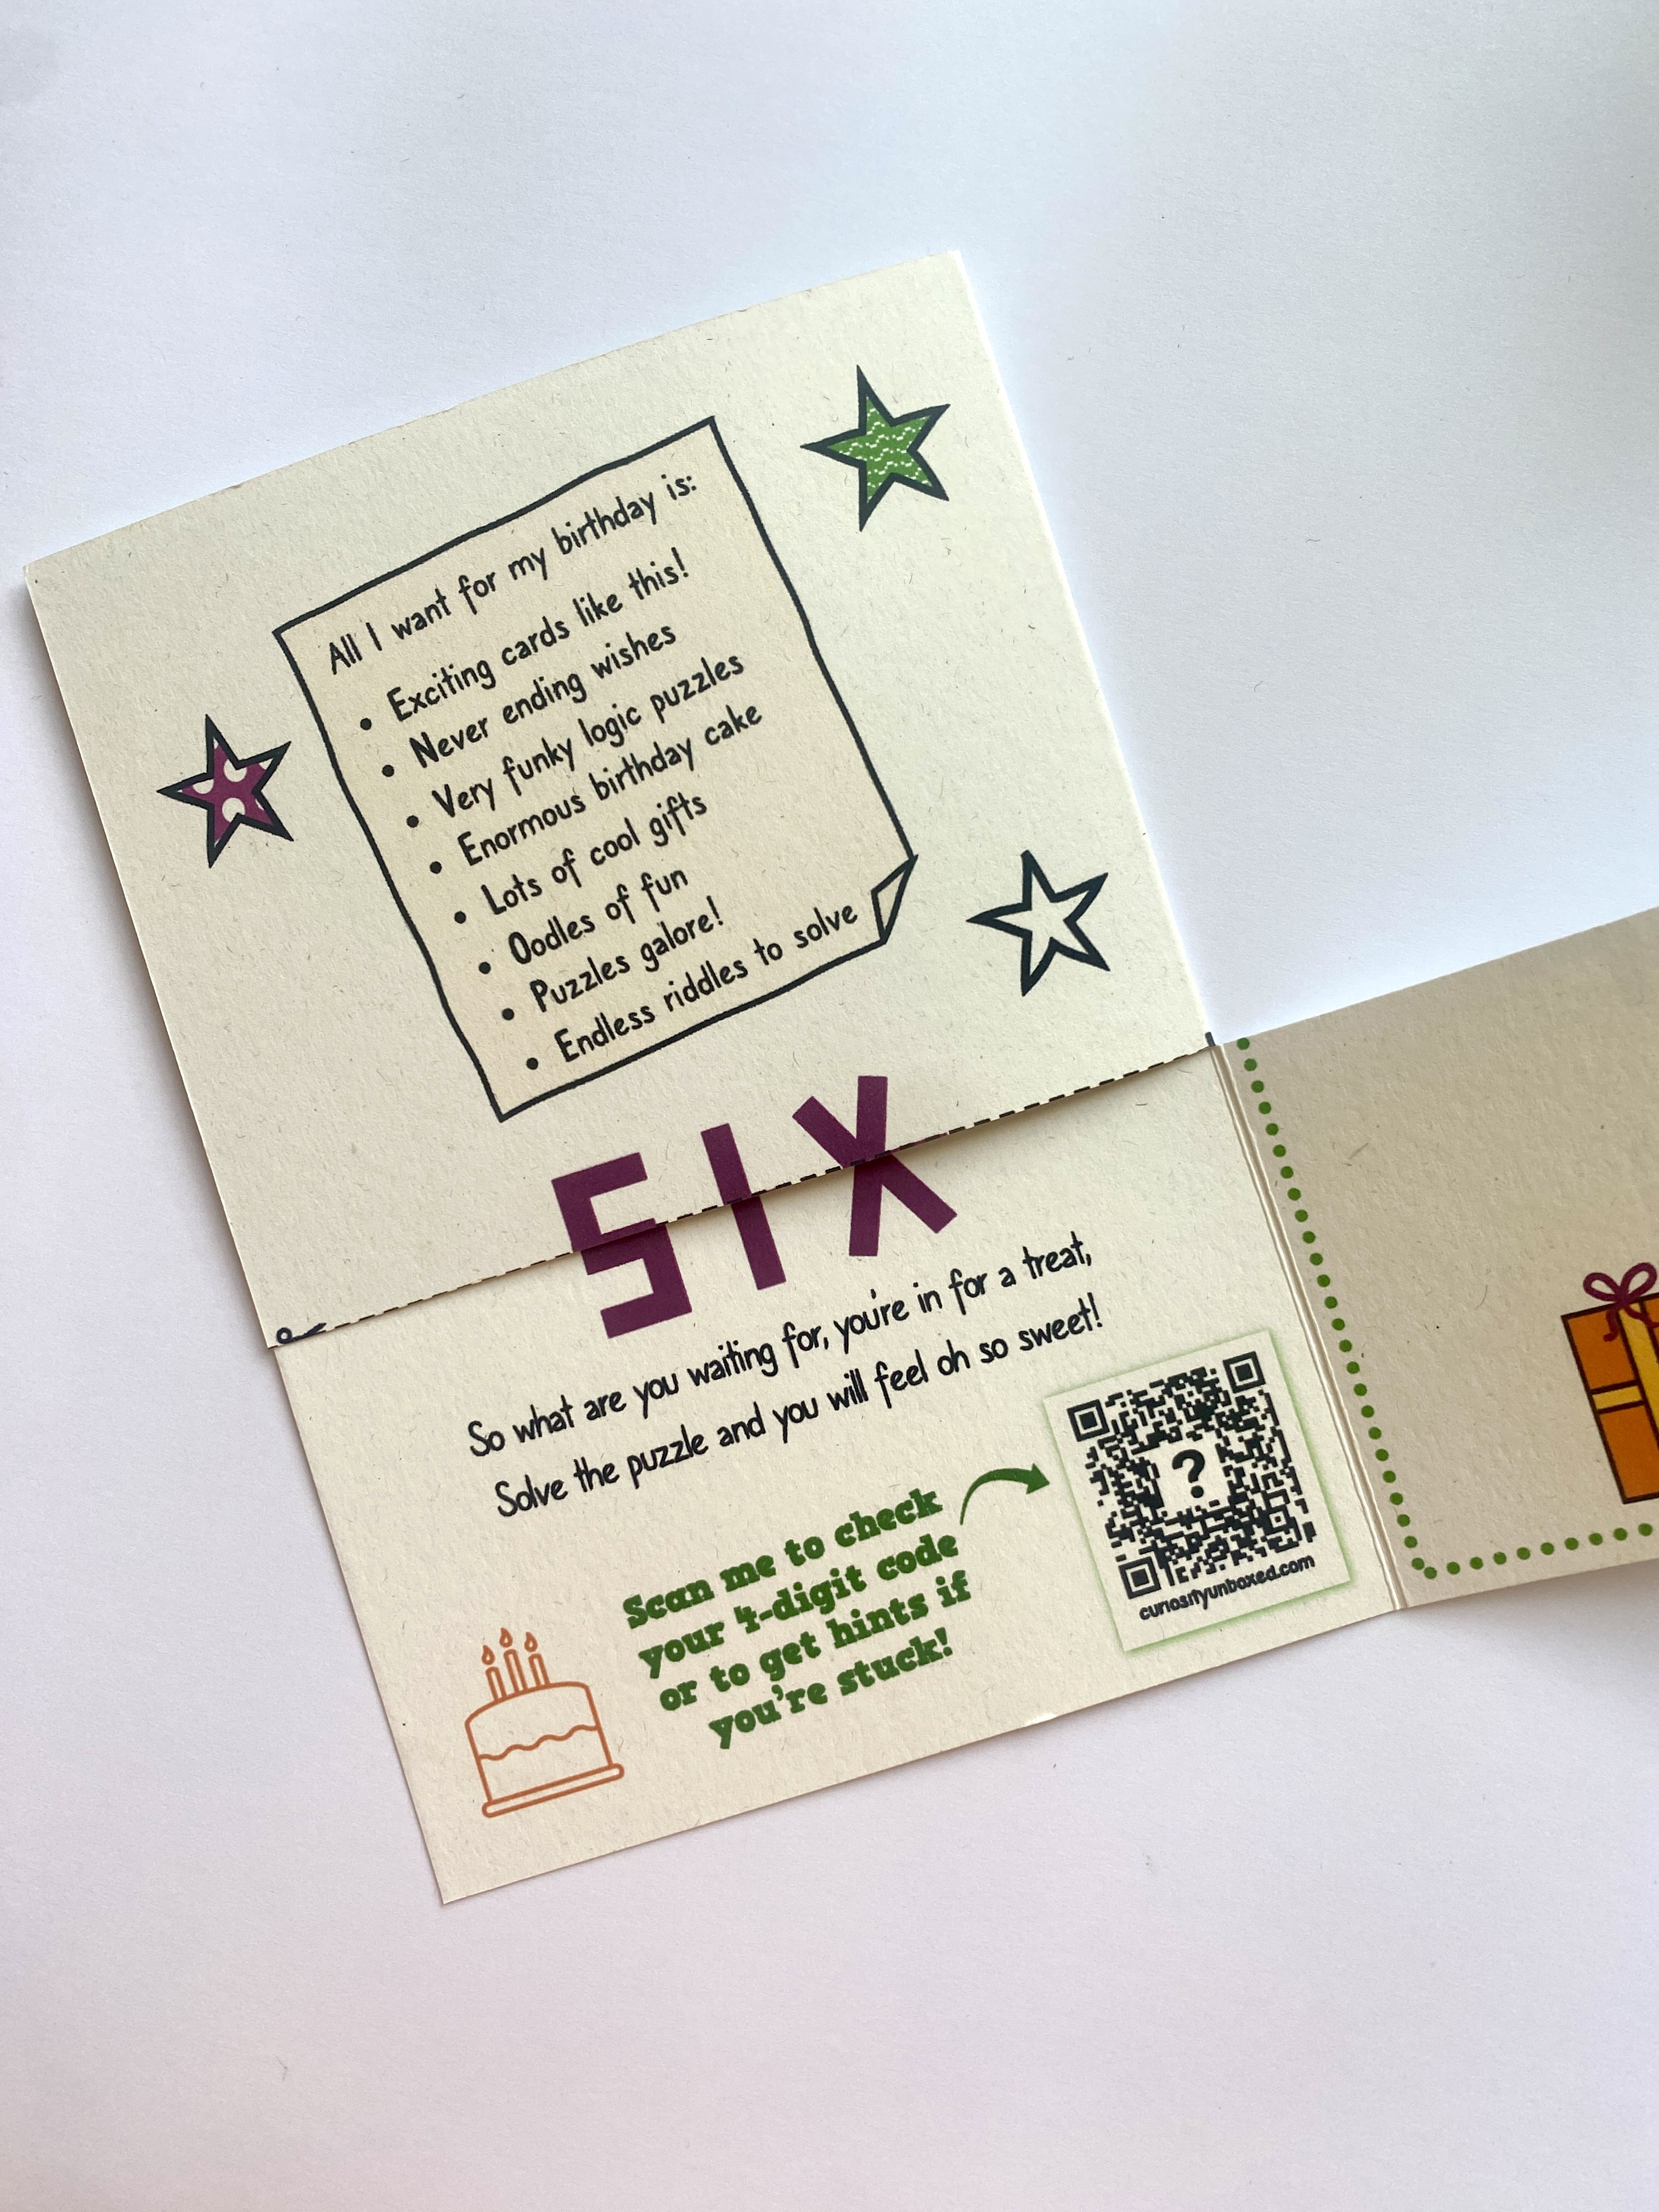 All I want for my birthday is:
• Exciting cards like this!
• Never ending wishes
• Very funky logic puzzles
• Enormous birthday cake
• Lots of cool gifts
• Oodles of fun
• Puzzles galore!
• Endless riddles to solve
SIX
So what are you waiting for, you're in for a treat,
Solve the puzzle and you will feel oh so sweet!
Scan me to check
your 4-digit code
or to get hints if
you're stuck!
?
curiosityunboxed.com